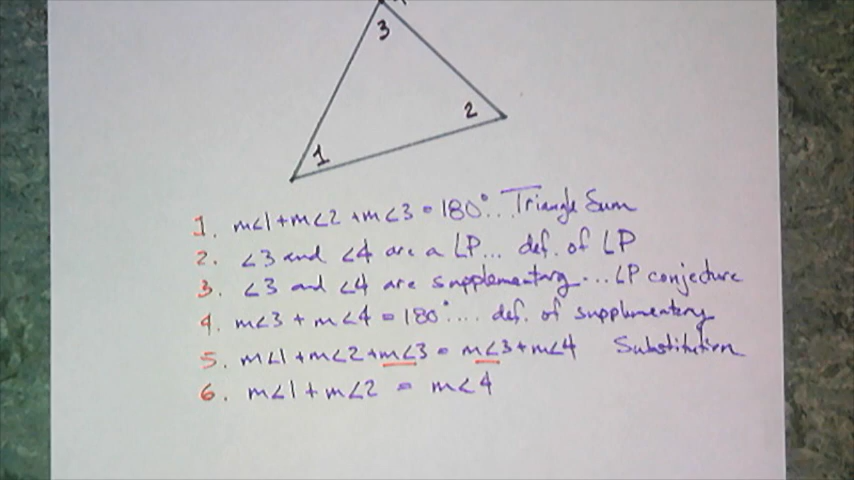 3
2
1
1. m∠1 + m∠2 + m∠3 = 180°... Triangle Sum
2. ∠3 and ∠4 are a LP... def. of LP
3. ∠3 and ∠4 are supplementary... LP conjecture
4. m∠3 + m∠4 = 180°.... def. of supplementary
5. m∠1 + m∠2 + m∠3 = m∠3 + m∠4 Substitution
6. m∠1 + m∠2 = m∠4